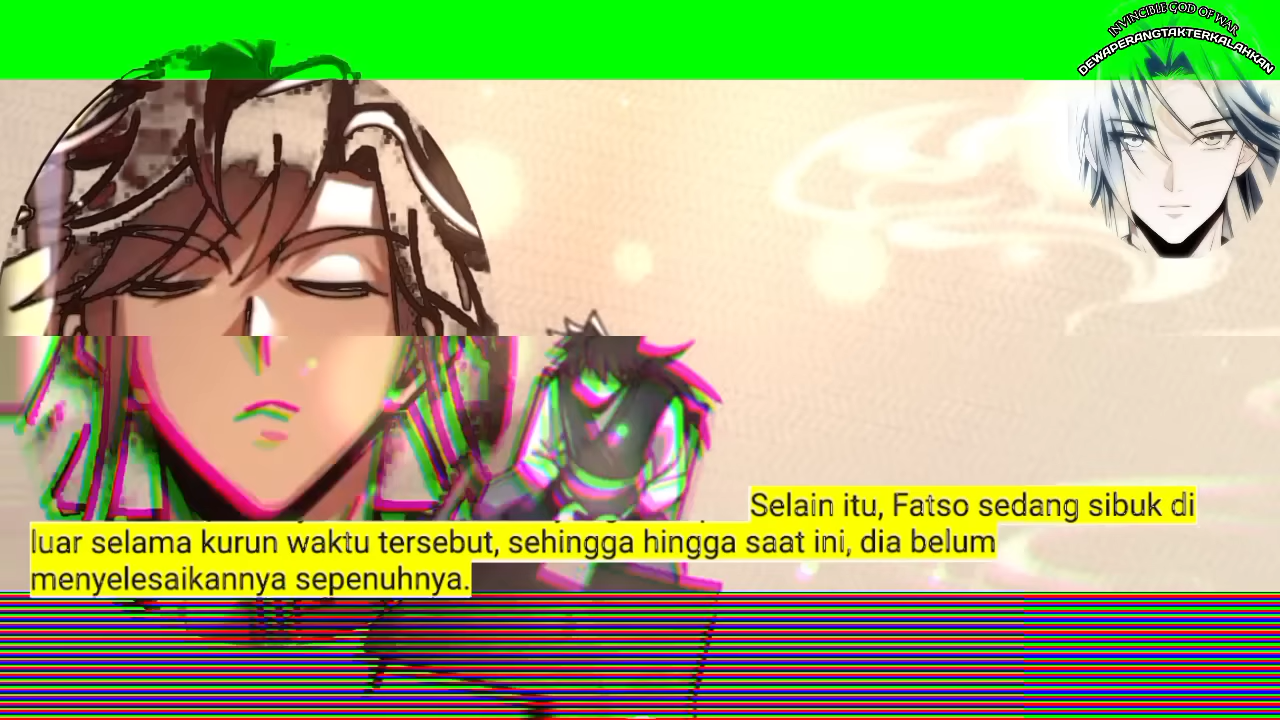 INVINCIBLE GOD OF WAR
DEWAPERANGTAKTERKALAHKAN
Selain itu, Fatso sedang sibuk di
luar selama kurun waktu tersebut, sehingga hingga saat ini, dia belum
menyelesaikannya sepenuhnya.